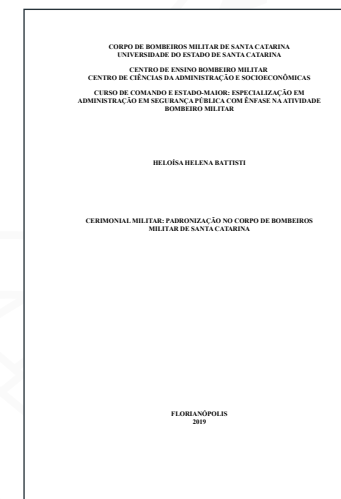 CORPO DE BOMBEIROS MILITAR DE SANTA CATARINA
UNIVERSIDADE DO ESTADO DE SANTA CATARINA
CENTRO DE ENSINO BOMBEIRO MILITAR
CENTRO DE CIÊNCIAS DA ADMINISTRAÇÃO E SOCIOECONÔMICAS
CURSO DE COMANDO E ESTADO-MAIOR: ESPECIALIZAÇÃO EM
ADMINISTRAÇÃO EM SEGURANÇA PÚBLICA COM ÊNFASE NA ATIVIDADE
BOMBEIRO MILITAR
HELOÍSA HELENA BATTISTI
CERIMONIAL MILITAR: PADRONIZAÇÃO NO CORPO DE BOMBEIROS
MILITAR DE SANTA CATARINA
FLORIANÓPOLIS
2019